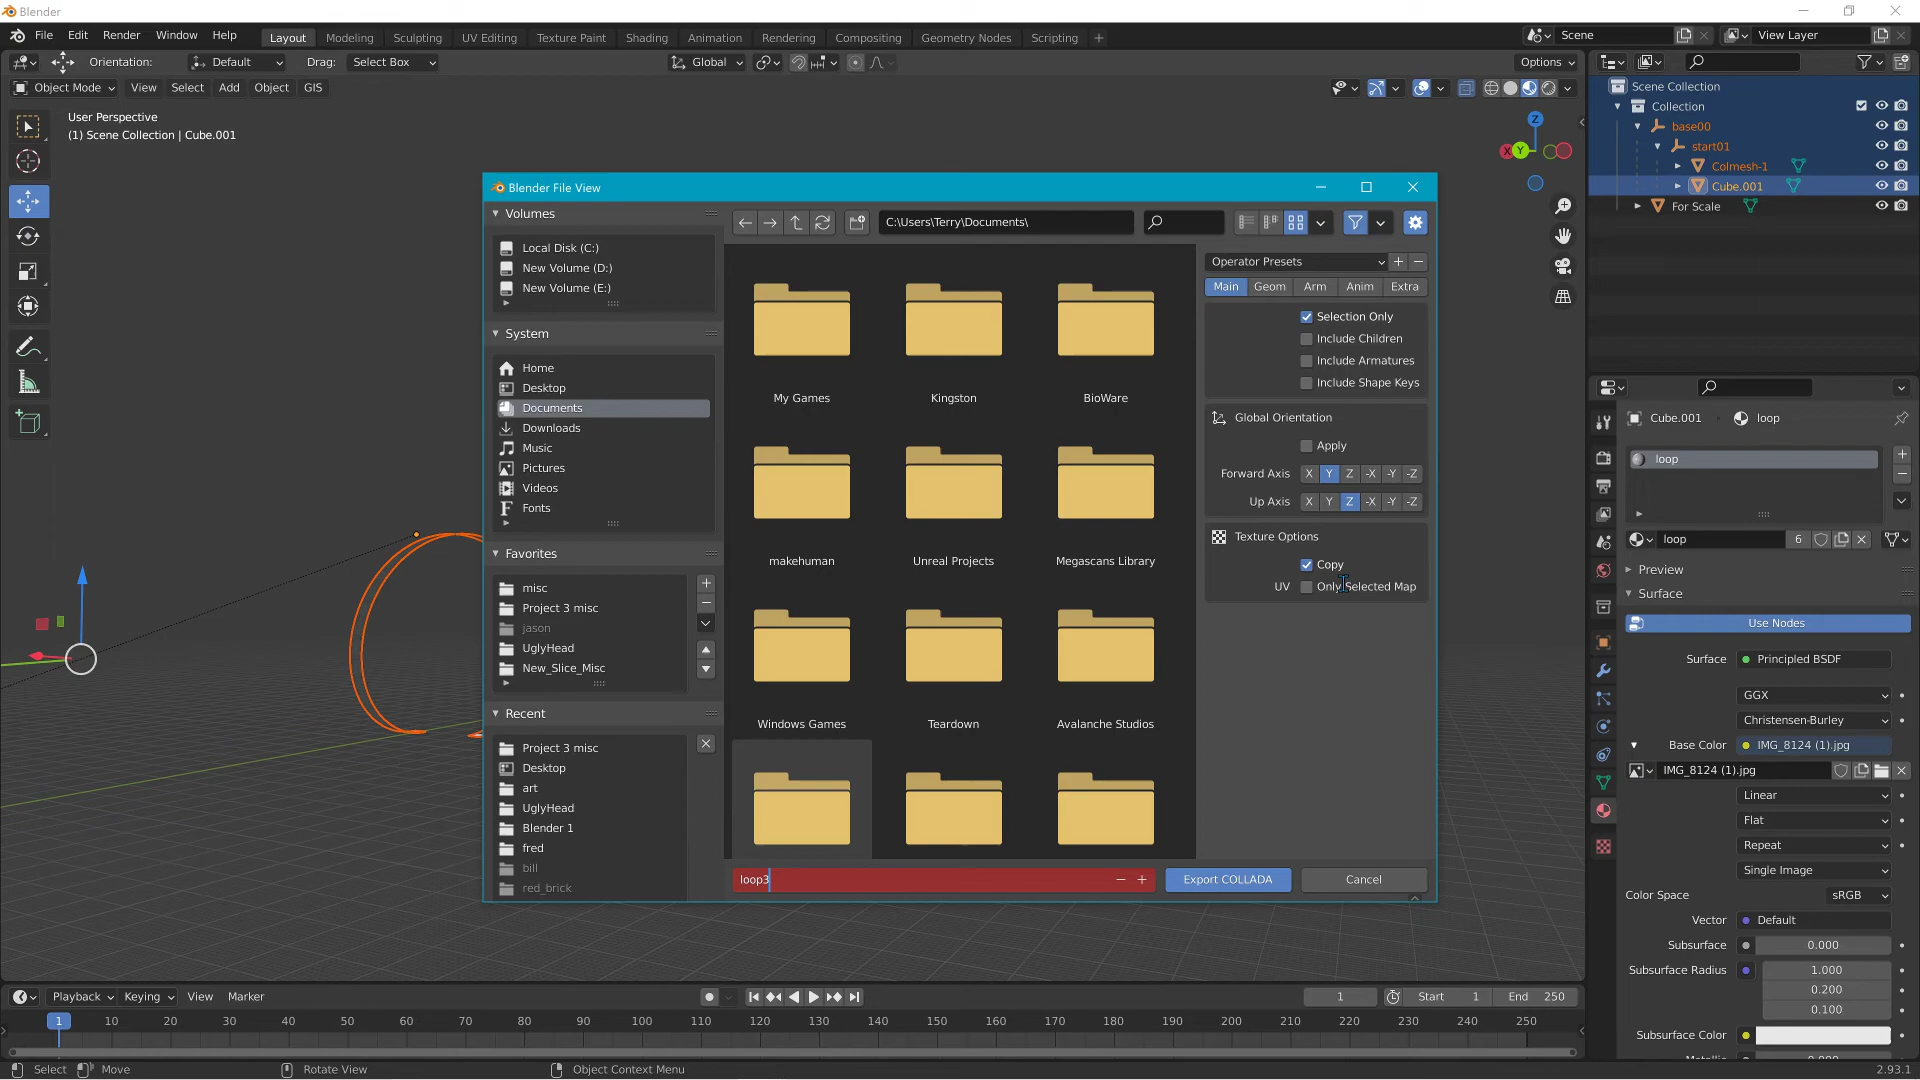 Blender
File Edit Render Window Help Layout Modeling Sculpting UV Editing Texture Paint Shading Animation Rendering Compositing Geometry Nodes Scripting + Scene View Layer
Orientation: Default Drag: Select Box Global Options
Object Mode View Select Add Object GIS
User Perspective
(1) Scene Collection | Cube.001
Z
X Y
Scene Collection
Collection
base00
start01
Colmesh-1
Cube.001
For Scale
Blender File View
Volumes
Local Disk (C:)
New Volume (D:)
New Volume (E:)
System
Home
Desktop
Documents
Downloads
Music
Pictures
Videos
Fonts
Favorites
misc
Project 3 misc
jason
UglyHead
New_Slice_Misc
Recent
Project 3 misc
Desktop
art
UglyHead
Blender 1
fred
bill
red_brick
C:\Users\Terry\Documents\
My Games Kingston BioWare
makehuman Unreal Projects Megascans Library
Windows Games Teardown Avalanche Studios
loop3
Export COLLADA Cancel
Operator Presets
Main Geom Arm Anim Extra
Selection Only
Include Children
Include Armatures
Include Shape Keys
Global Orientation
Apply
Forward Axis X Y Z -X -Y -Z
Up Axis X Y Z -X -Y -Z
Texture Options
Copy
UV Only Selected Map
Cube.001 loop
loop
loop 6
Preview
Surface
Use Nodes
Surface Principled BSDF
GGX
Christensen-Burley
Base Color IMG_8124 (1).jpg
IMG_8124 (1).jpg
Linear
Flat
Repeat
Single Image
Color Space sRGB
Vector Default
Subsurface 0.000
Subsurface Radius 1.000
0.200
0.100
Subsurface Color
Playback Keying View Marker 1 Start 1 End 250
1 10 20 30 40 50 60 70 80 90 100 110 120 130 140 150 160 170 180 190 200 210 220 230 240 250
Select Move Rotate View Object Context Menu 2.93.1